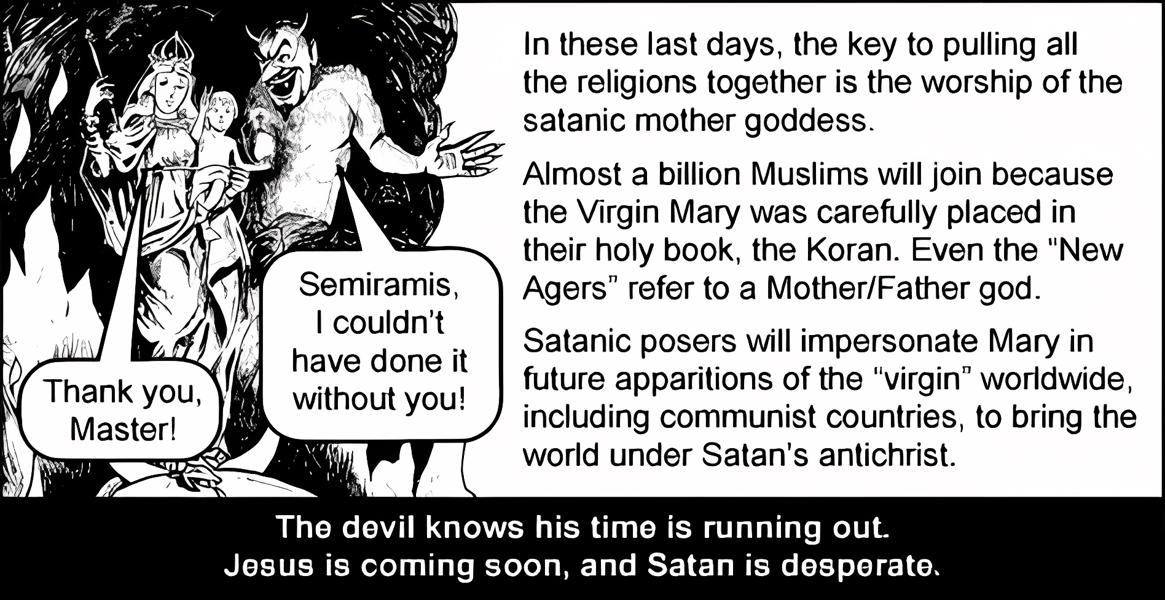 In these last days, the key to pulling all
the religions together is the worship of the
satanic mother goddess.
Almost a billion Muslims will join because
the Virgin Mary was carefully placed in
their holy book, the Koran. Even the "New
Agers" refer to a Mother/Father god.
Satanic posers will impersonate Mary in
future apparitions of the "virgin" worldwide,
including communist countries, to bring the
world under Satan's antichrist.
Semiramis,
I couldn't
have done it
without you!
Thank you,
Master!
The devil knows his time is running out.
Jesus is coming soon, and Satan is desperate.